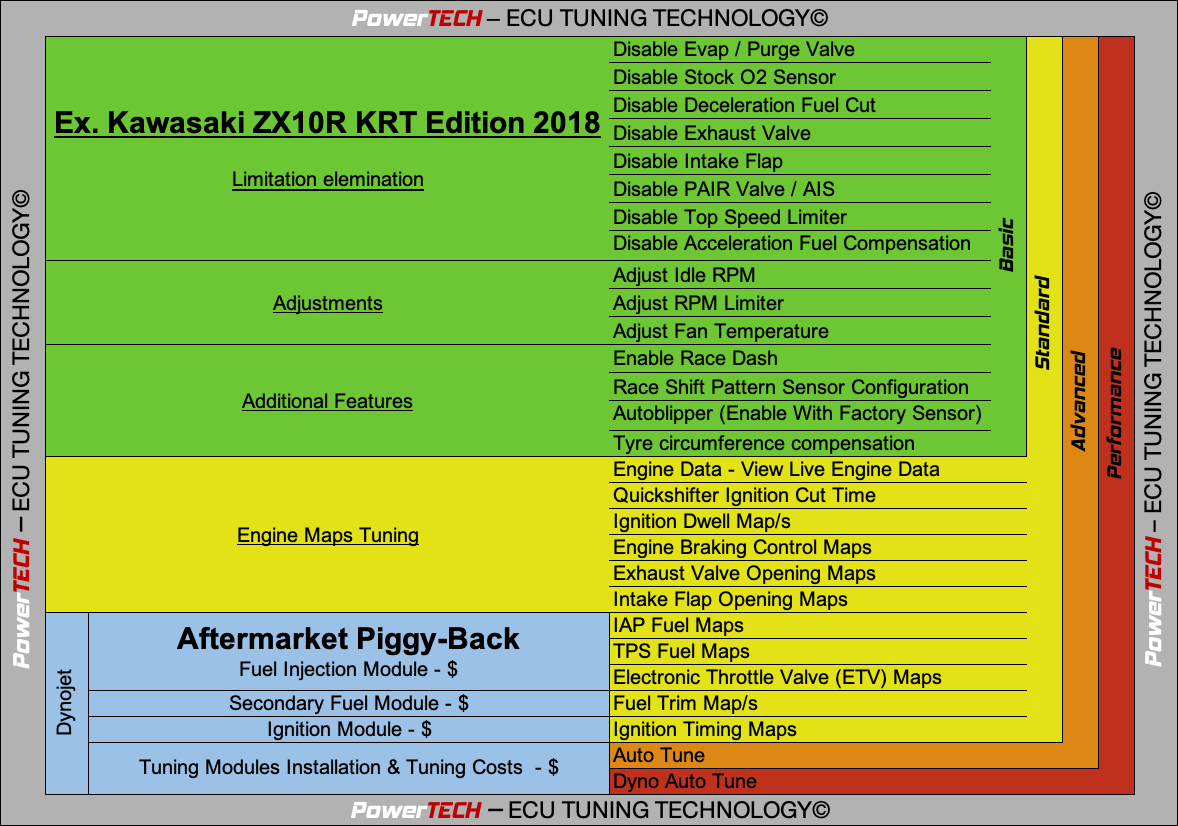 PowerTECH – ECU TUNING TECHNOLOGY©
Ex. Kawasaki ZX10R KRT Edition 2018
Limitation elemination
Disable Evap / Purge Valve
Disable Stock O2 Sensor
Disable Deceleration Fuel Cut
Disable Exhaust Valve
Disable Intake Flap
Disable PAIR Valve / AIS
Disable Top Speed Limiter
Disable Acceleration Fuel Compensation
Adjustments
Adjust Idle RPM
Adjust RPM Limiter
Adjust Fan Temperature
Additional Features
Enable Race Dash
Race Shift Pattern Sensor Configuration
Autoblipper (Enable With Factory Sensor)
Tyre circumference compensation
Engine Maps Tuning
Engine Data - View Live Engine Data
Quickshifter Ignition Cut Time
Ignition Dwell Map/s
Engine Braking Control Maps
Exhaust Valve Opening Maps
Intake Flap Opening Maps
Dynojet
Aftermarket Piggy-Back
Fuel Injection Module - $
Secondary Fuel Module - $
Ignition Module - $
Tuning Modules Installation & Tuning Costs - $
IAP Fuel Maps
TPS Fuel Maps
Electronic Throttle Valve (ETV) Maps
Fuel Trim Map/s
Ignition Timing Maps
Auto Tune
Dyno Auto Tune
Basic
Standard
Advanced
Performance
PowerTECH – ECU TUNING TECHNOLOGY©
PowerTECH – ECU TUNING TECHNOLOGY©
PowerTECH – ECU TUNING TECHNOLOGY©